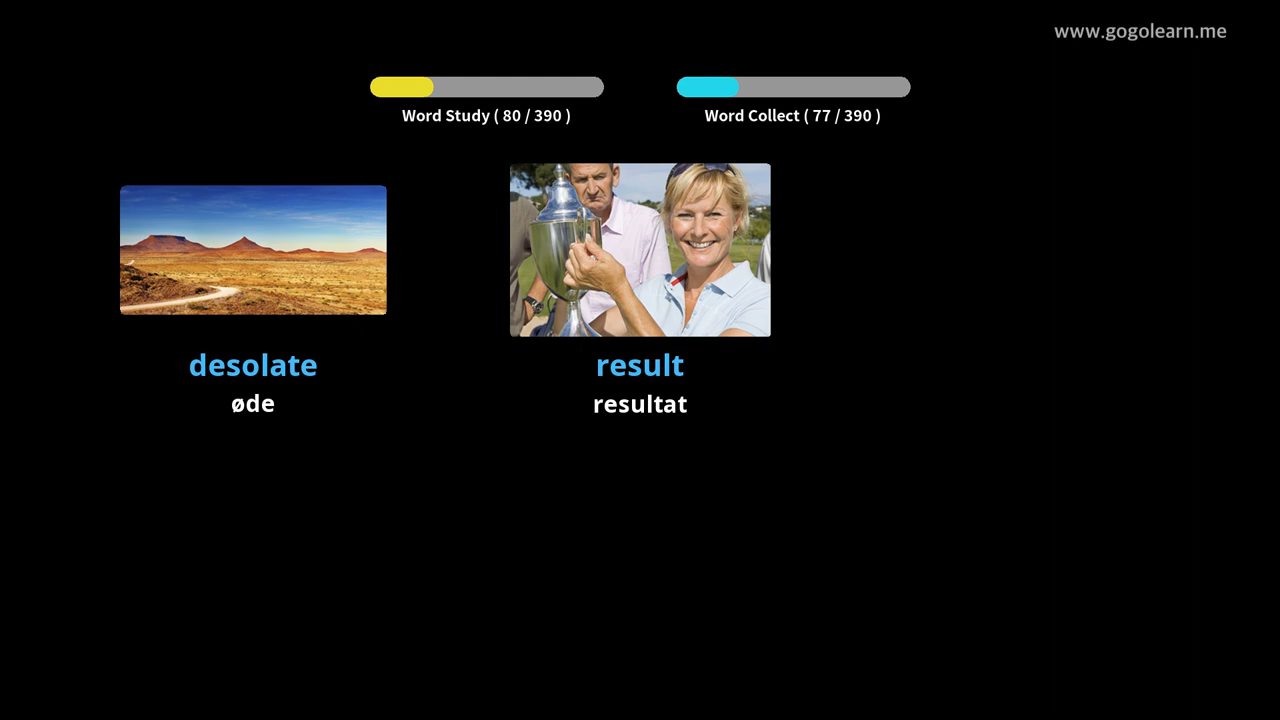 www.gogolearn.me
Word Study ( 80 / 390 )
Word Collect ( 77 / 390 )
desolate
øde
result
resultat